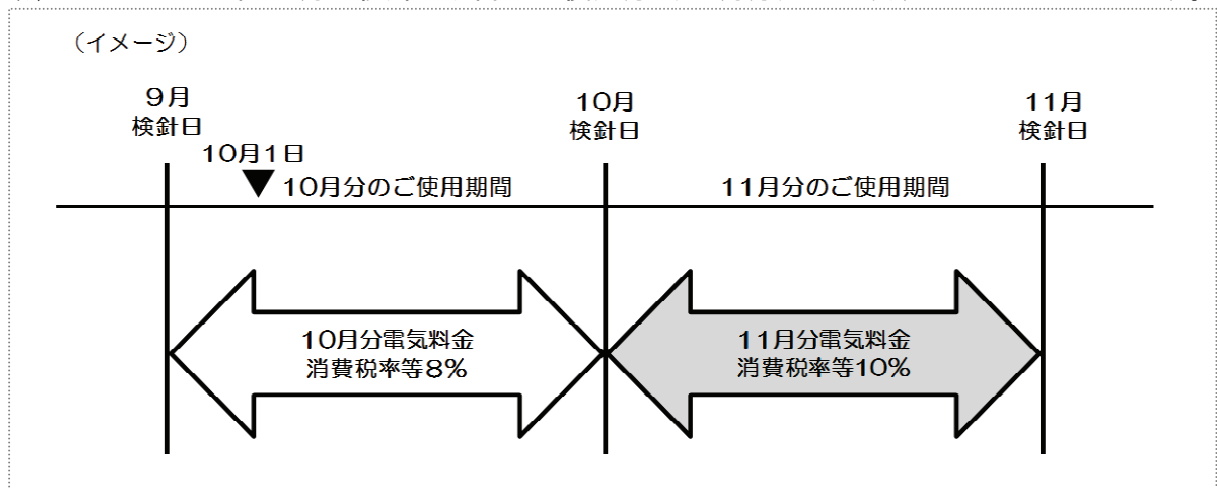 （イメージ）
9月
検針日
10月
検針日
11月
検針日
10月1日
10月分のご使用期間
11月分のご使用期間
10月分電気料金
消費税率等8%
11月分電気料金
消費税率等10%